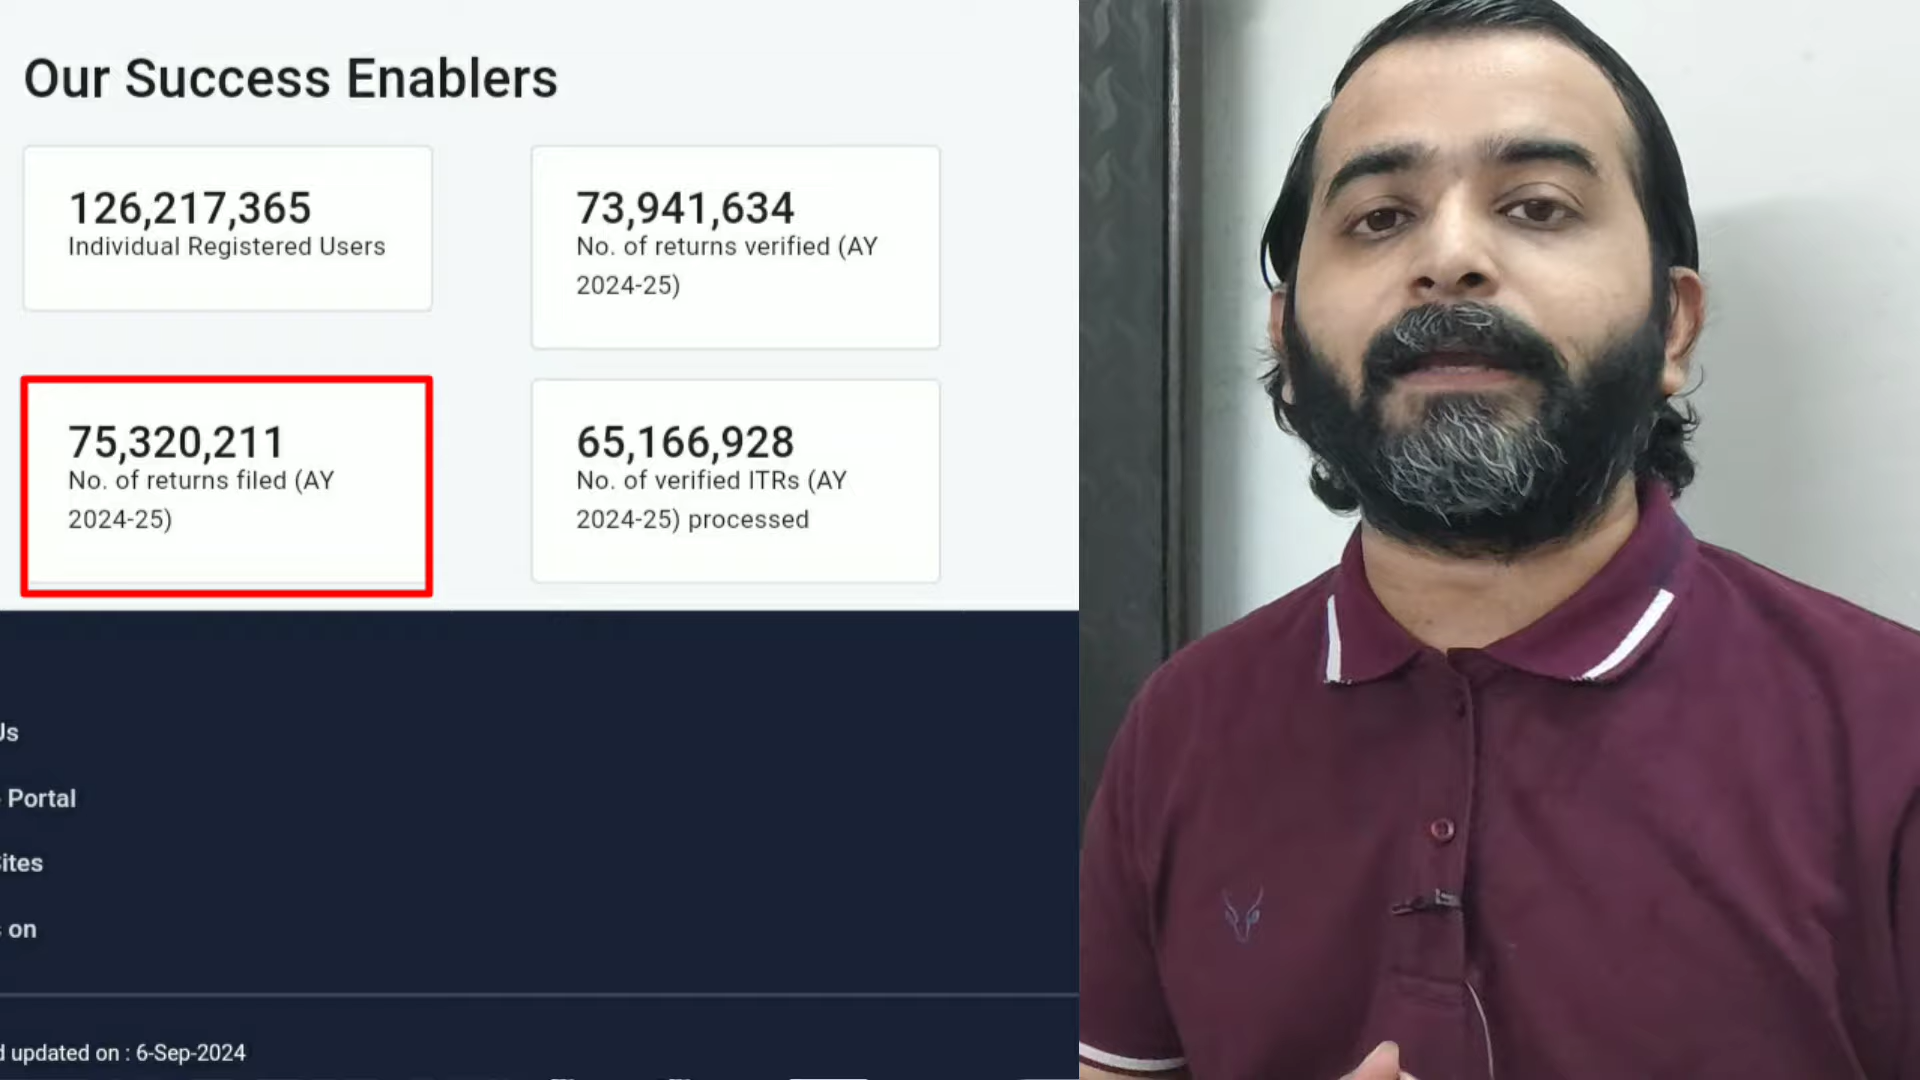 Our Success Enablers
126,217,365
Individual Registered Users
73,941,634
No. of returns verified (AY
2024-25)
75,320,211
No. of returns filed (AY
2024-25)
65,166,928
No. of verified ITRs (AY
2024-25) processed
Us
Portal
on
updated on : 6-Sep-2024